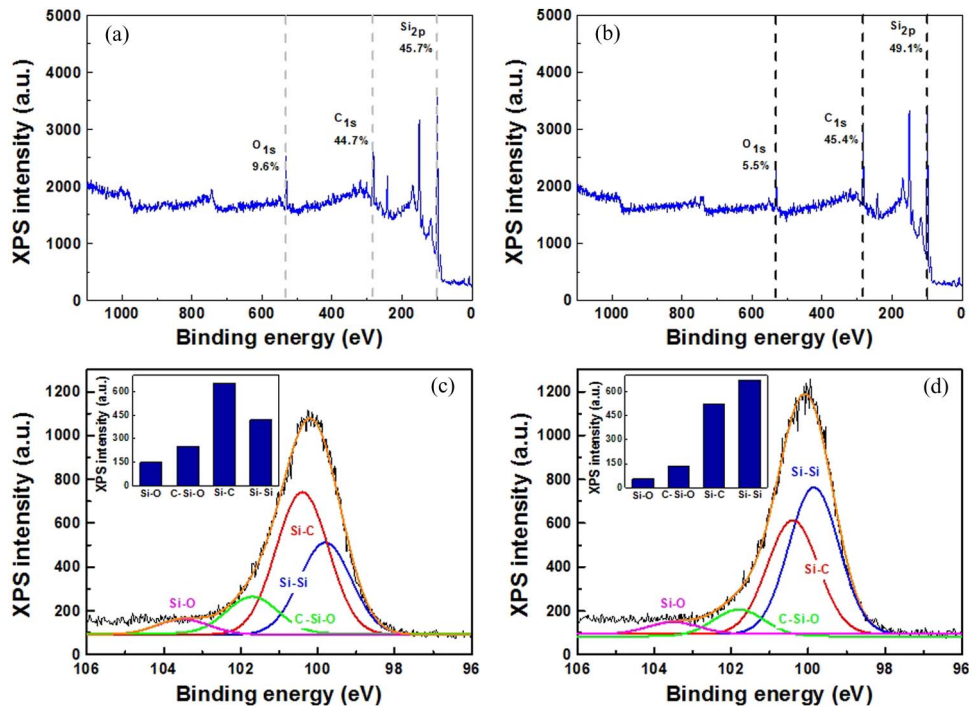 (a)
Si2p
45.7%
C1s
44.7%
O1s
9.6%
5000
4000
3000
2000
1000
0
XPS intensity (a.u.)
1000 800 600 400 200 0
Binding energy (eV)
(b)
Si2p
49.1%
C1s
45.4%
O1s
5.5%
5000
4000
3000
2000
1000
0
XPS intensity (a.u.)
1000 800 600 400 200 0
Binding energy (eV)
(c)
1200
1000
800
600
400
200
0
XPS intensity (a.u.)
600
450
300
150
XPS intensity (a.u.)
Si-O C-Si-O Si-C Si-Si
Si-C
Si-Si
Si-O
C-Si-O
106 104 102 100 98 96
Binding energy (eV)
(d)
1200
1000
800
600
400
200
0
XPS intensity (a.u.)
600
450
300
150
0
XPS intensity (a.u.)
Si-O C-Si-O Si-C Si-Si
Si-Si
Si-C
Si-O
C-Si-O
106 104 102 100 98 96
Binding energy (eV)